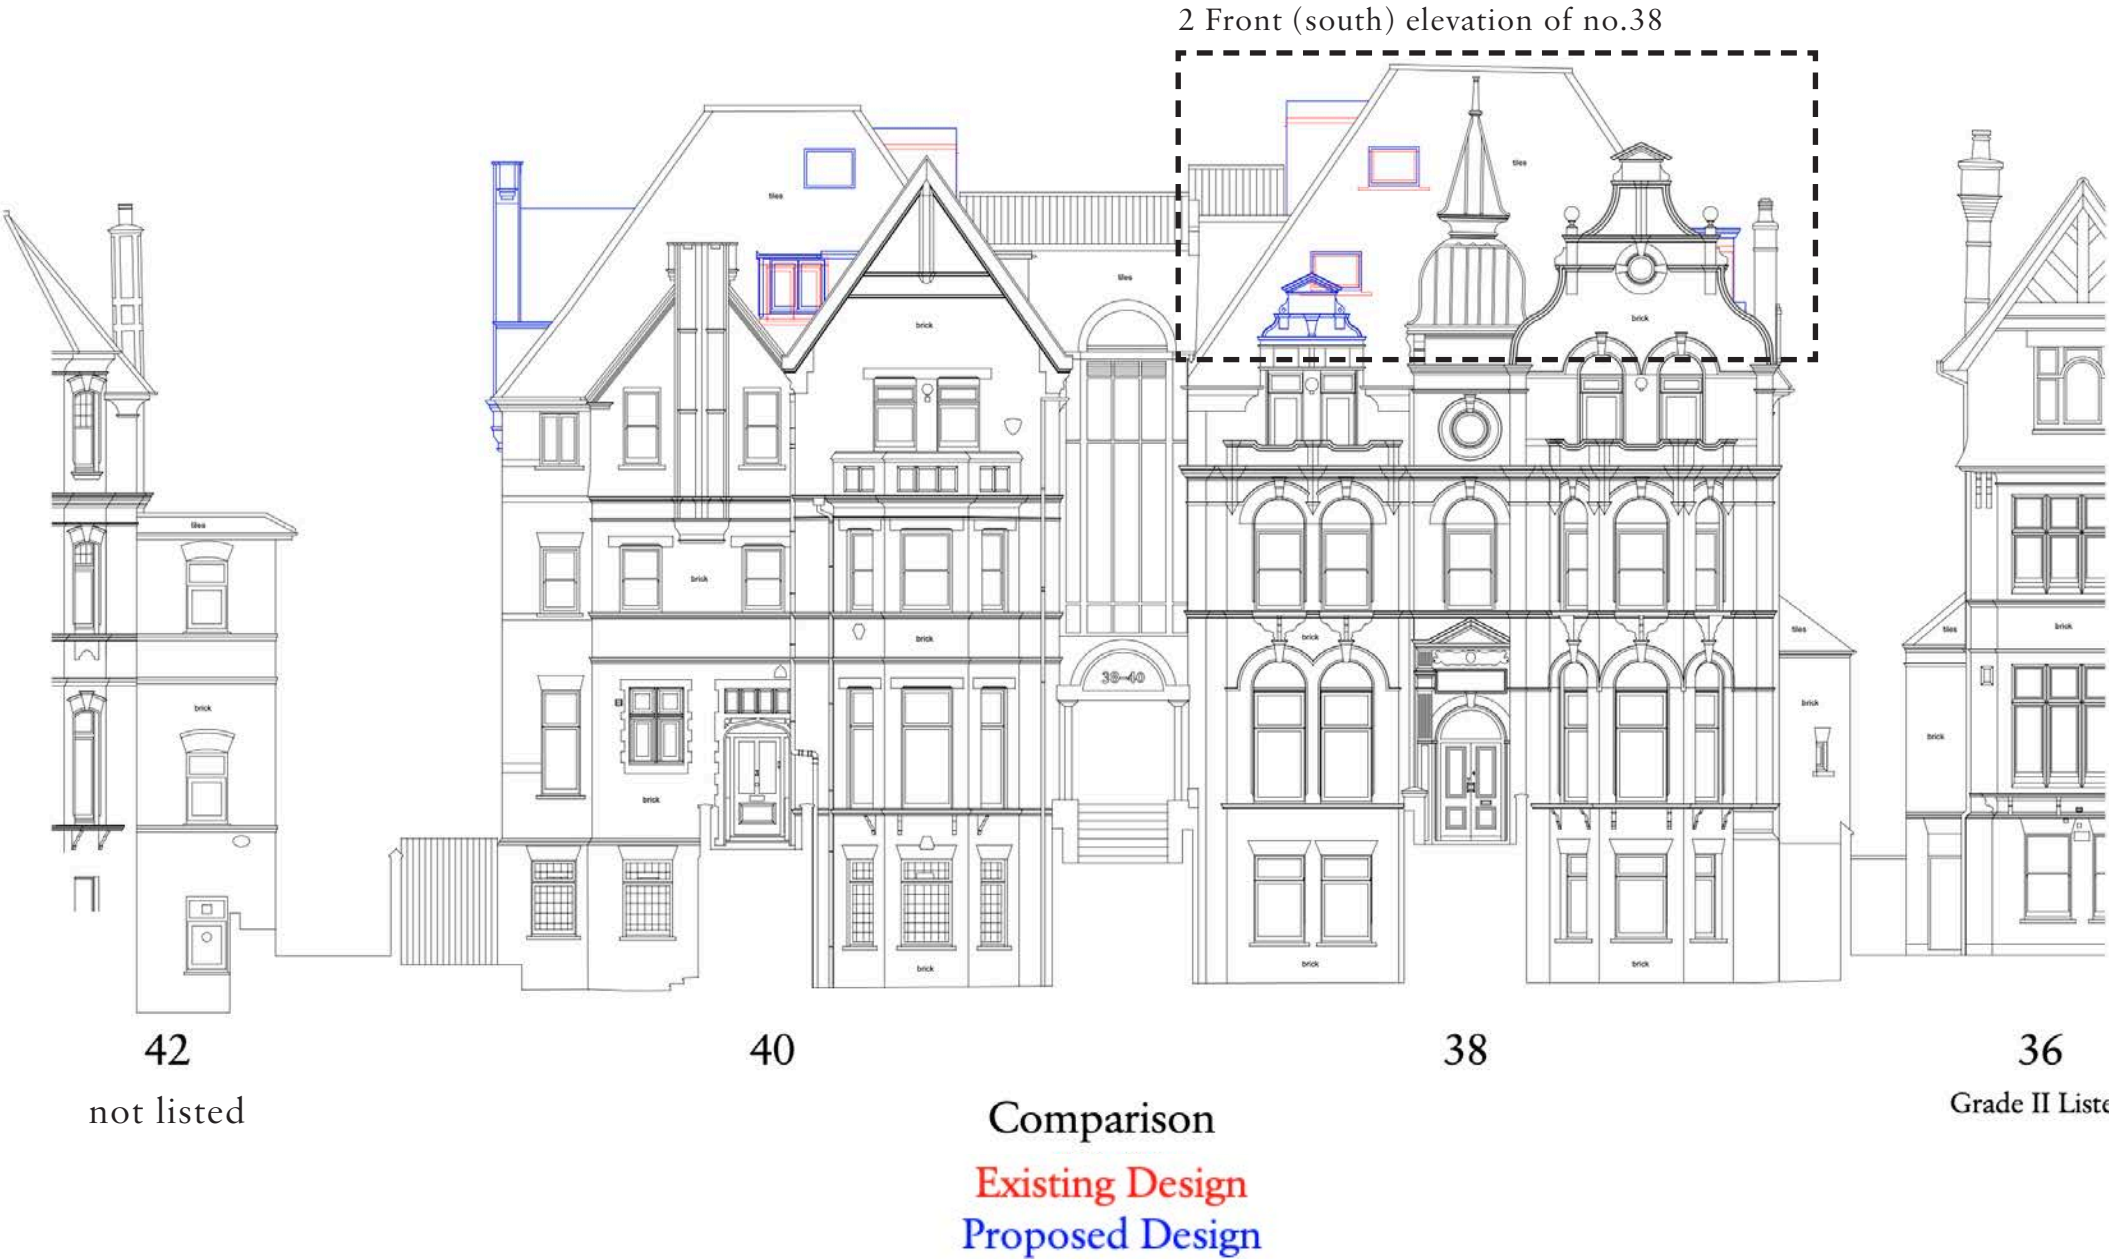 2 Front (south) elevation of no.38
tiles
tiles
tiles
brick
brick
tiles
brick
brick
brick
tiles
tiles
brick
38-40
brick
brick
brick
brick
brick
brick
brick
42
40
38
36
not listed
Grade II Liste
Comparison
Existing Design
Proposed Design